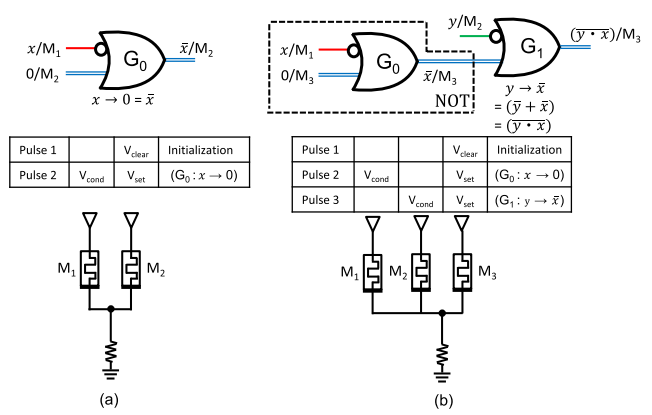 x/M₁
G₀
x̄/M₂
0/M₂
x → 0 = x̄
Pulse 1 V_clear Initialization
Pulse 2 V_cond V_set (G₀ : x → 0)
M₁ M₂
(a)
y/M₂
G₁
(\overline{y · x})/M₃
x/M₁
G₀
0/M₃
x̄/M₃
NOT
y → x̄
= (ȳ + x̄)
= (\overline{y · x})
Pulse 1 V_clear Initialization
Pulse 2 V_cond V_set (G₀ : x → 0)
Pulse 3 V_cond V_set (G₁ : y → x̄)
M₁ M₂ M₃
(b)